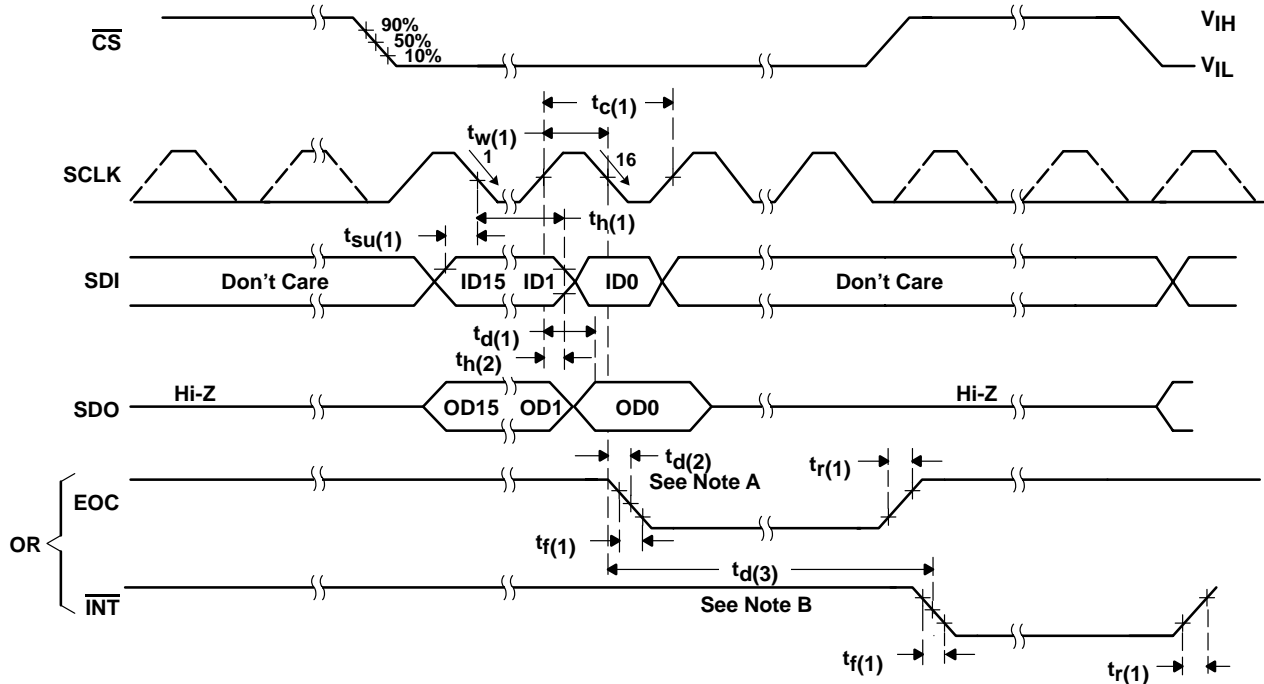 90%
50%
10%
CS
VIH
VIL
tc(1)
tw(1)
1
16
SCLK
th(1)
tsu(1)
SDI
Don't Care
ID15
ID1
ID0
Don't Care
td(1)
th(2)
Hi-Z
SDO
OD15
OD1
OD0
Hi-Z
td(2)
See Note A
tr(1)
EOC
tf(1)
OR
td(3)
See Note B
INT
tf(1)
tr(1)